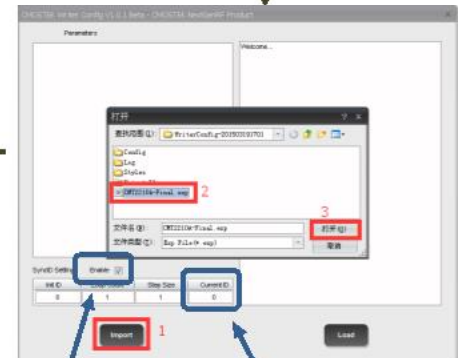 CMOSTEK Writer Config V1.0.1 Beta - CMOSTEK NextGenRF Product
Parameters
Welcome...
打开
? x
查找范围(I):
Config
Log
Styles
CMT2210A-Final.exp
2
3
文件名(N):
CMT2210A-Final.exp
打开(O)
文件类型(T):
Exp File(*.exp)
取消
SyncID Setting
Enable
Init ID
Step Size
Current ID
0
1
1
0
Import
1
Load